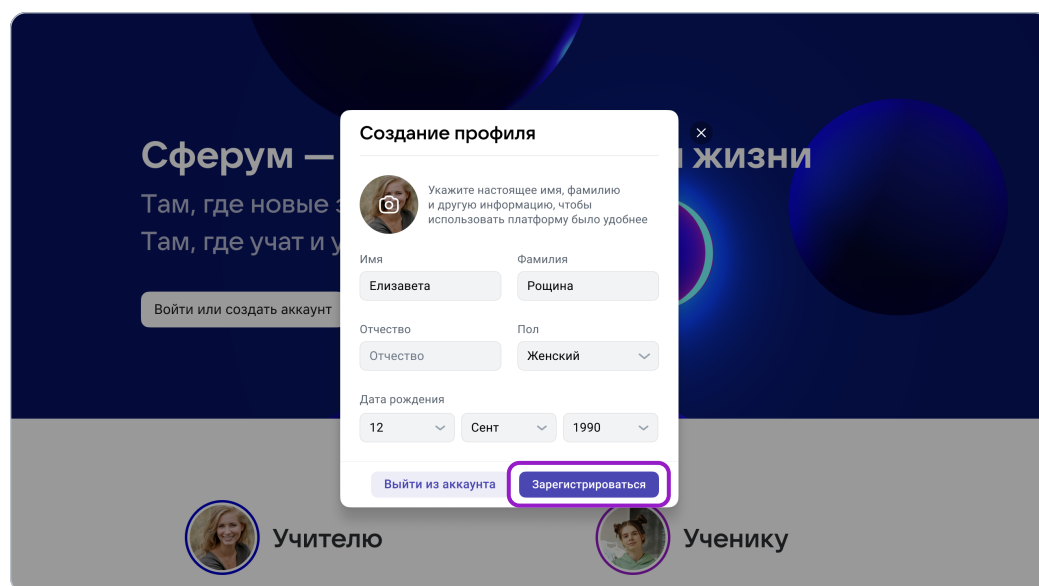 Создание профиля
Сферум —
жизни
Там, где новые
Там, где учат и у
Войти или создать аккаунт
Укажите настоящее имя, фамилию
и другую информацию, чтобы
использовать платформу было удобнее
Имя
Фамилия
Елизавета
Рощина
Отчество
Пол
Отчество
Женский
Дата рождения
12
Сент
1990
Выйти из аккаунта
Зарегистрироваться
Учителю
Ученику